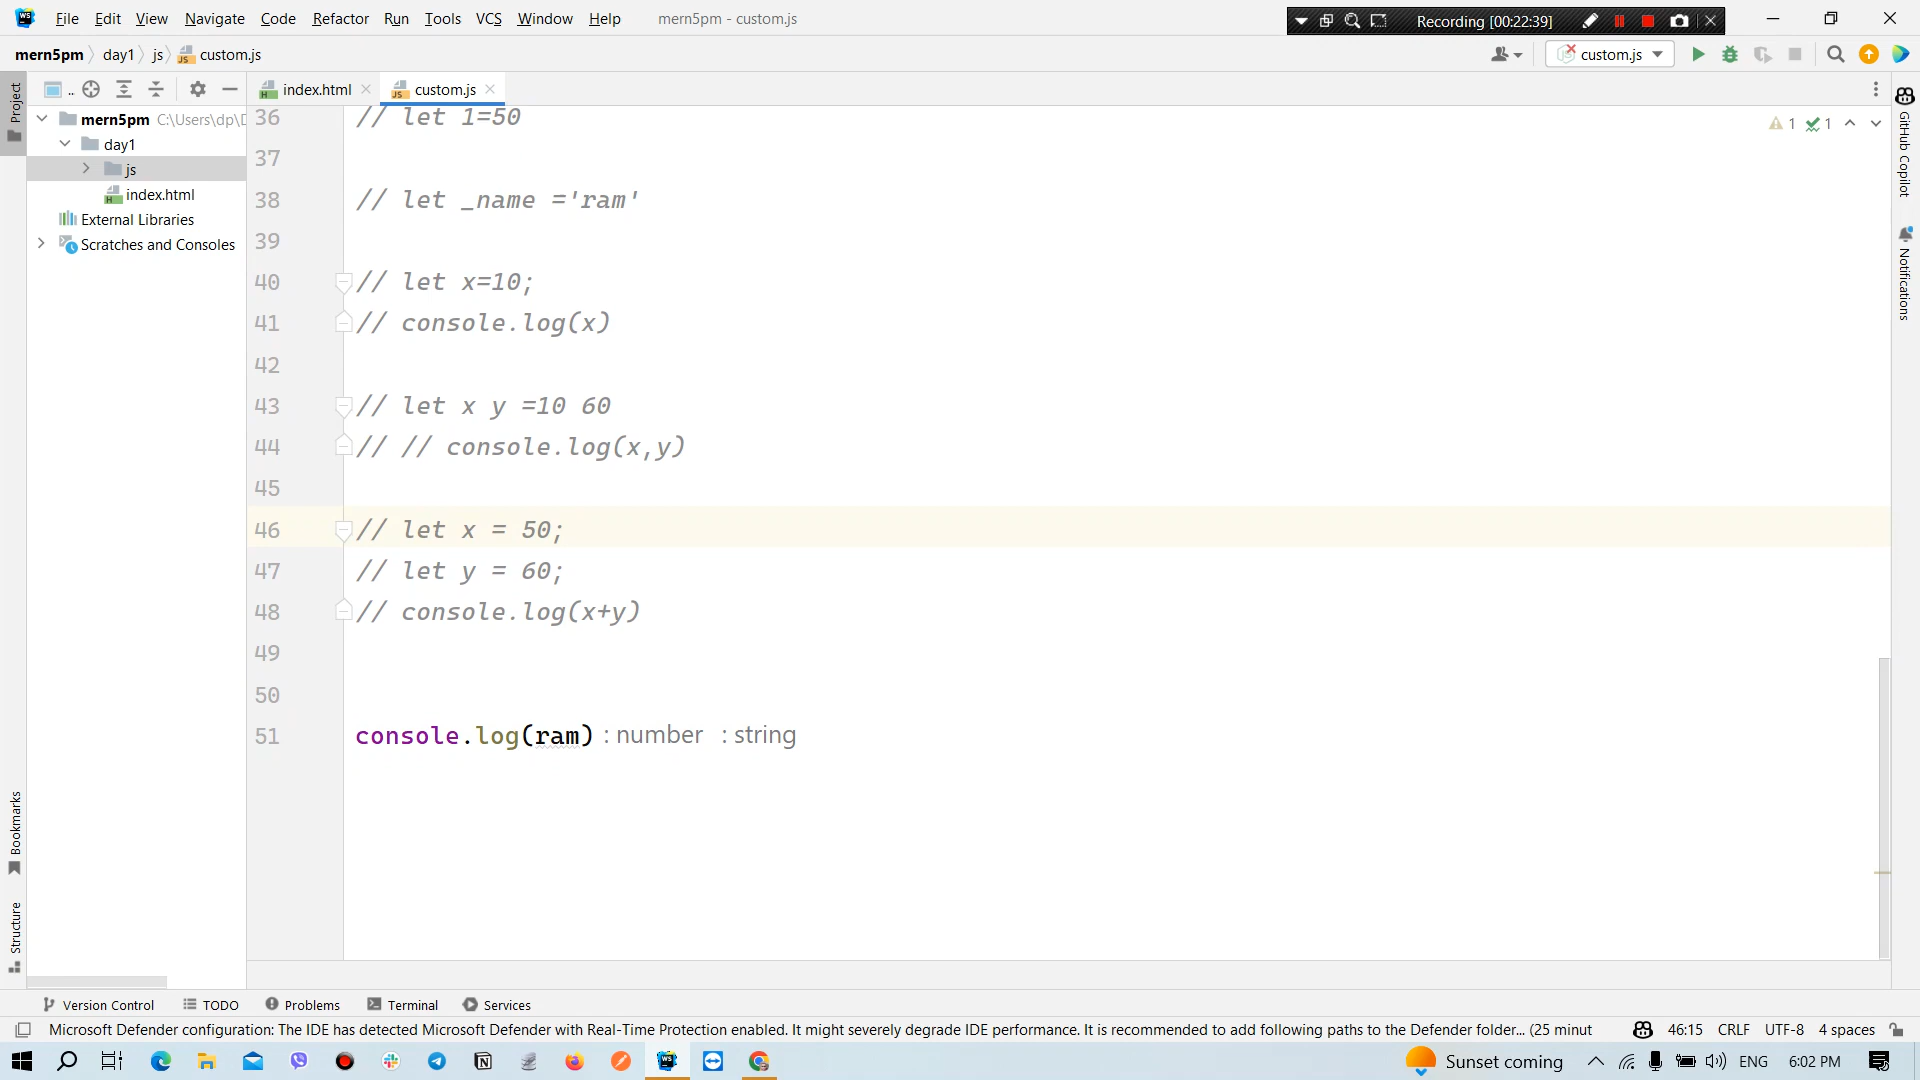 File Edit View Navigate Code Refactor Run Tools VCS Window Help mern5pm - custom.js
Recording [00:22:39]
mern5pm day1 js custom.js
custom.js
index.html custom.js
Project
mern5pm C:\Users\dp\D
day1
js
index.html
External Libraries
Scratches and Consoles
36 // let 1=50
1 1
37
38 // let _name ='ram'
39
40 // let x=10;
41 // console.log(x)
42
43 // let x y =10 60
44 // // console.log(x,y)
45
46 // let x = 50;
47 // let y = 60;
48 // console.log(x+y)
49
50
51 console.log(ram) : number : string
GitHub Copilot
Notifications
Bookmarks
Structure
Version Control TODO Problems Terminal Services
Microsoft Defender configuration: The IDE has detected Microsoft Defender with Real-Time Protection enabled. It might severely degrade IDE performance. It is recommended to add following paths to the Defender folder... (25 minut 46:15 CRLF UTF-8 4 spaces
Sunset coming ENG 6:02 PM